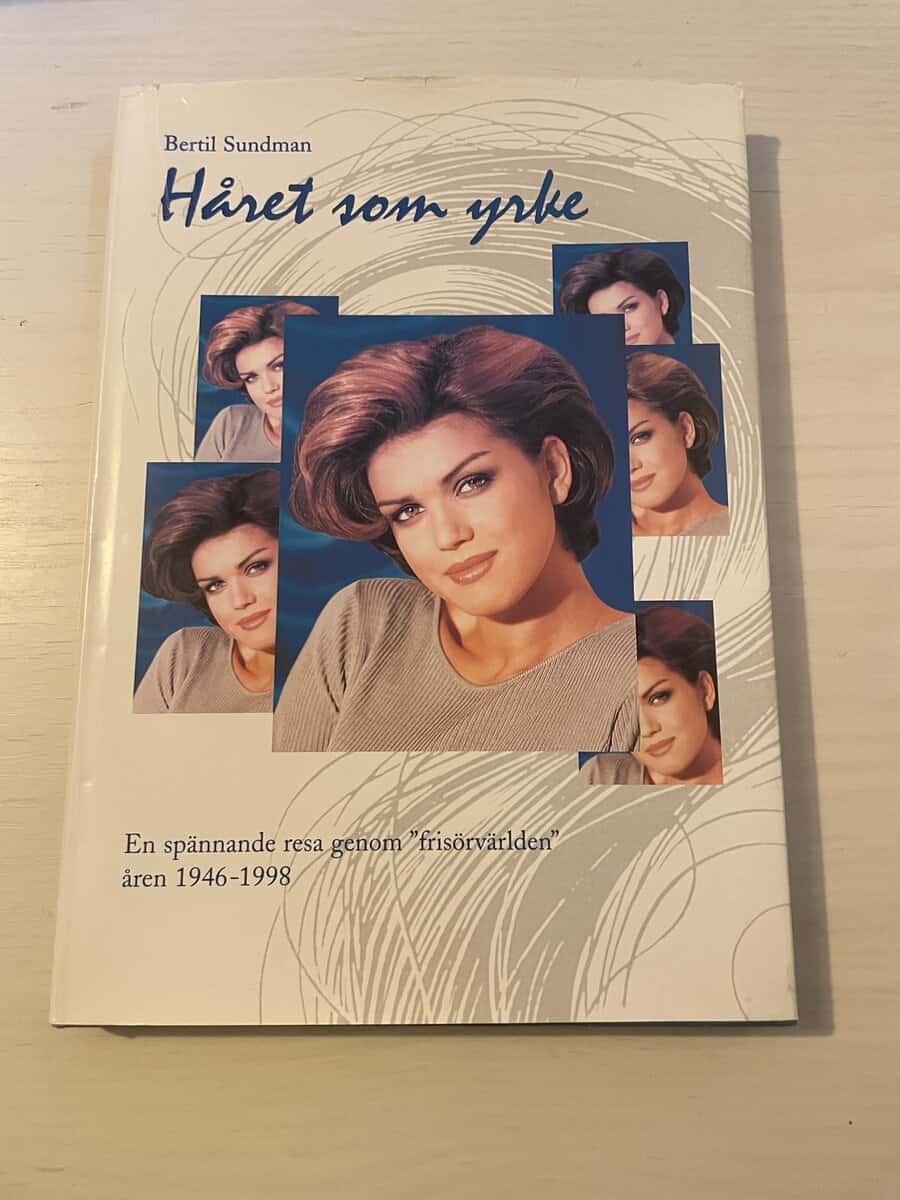 Bertil Sundman
Håret som yrke
En spännande resa genom ”frisörvärlden”
åren 1946-1998